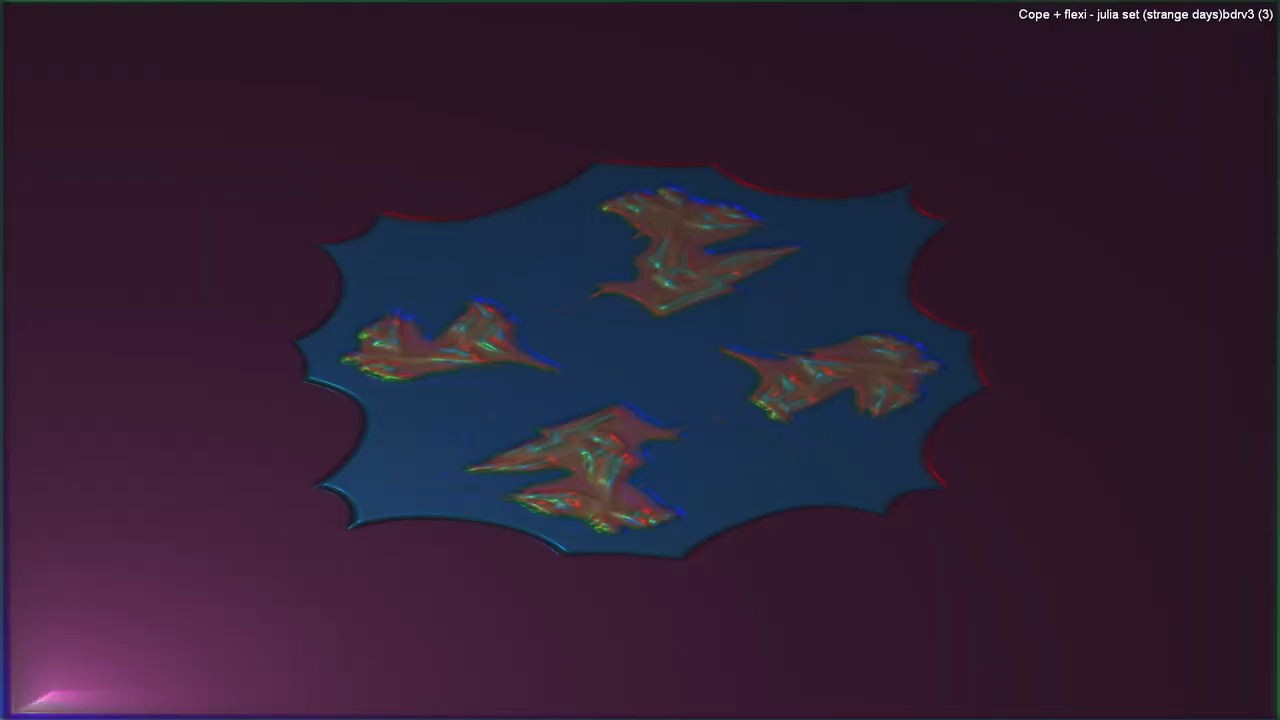 Cope + flexi - julia set (strange days)bdrv3 (3)